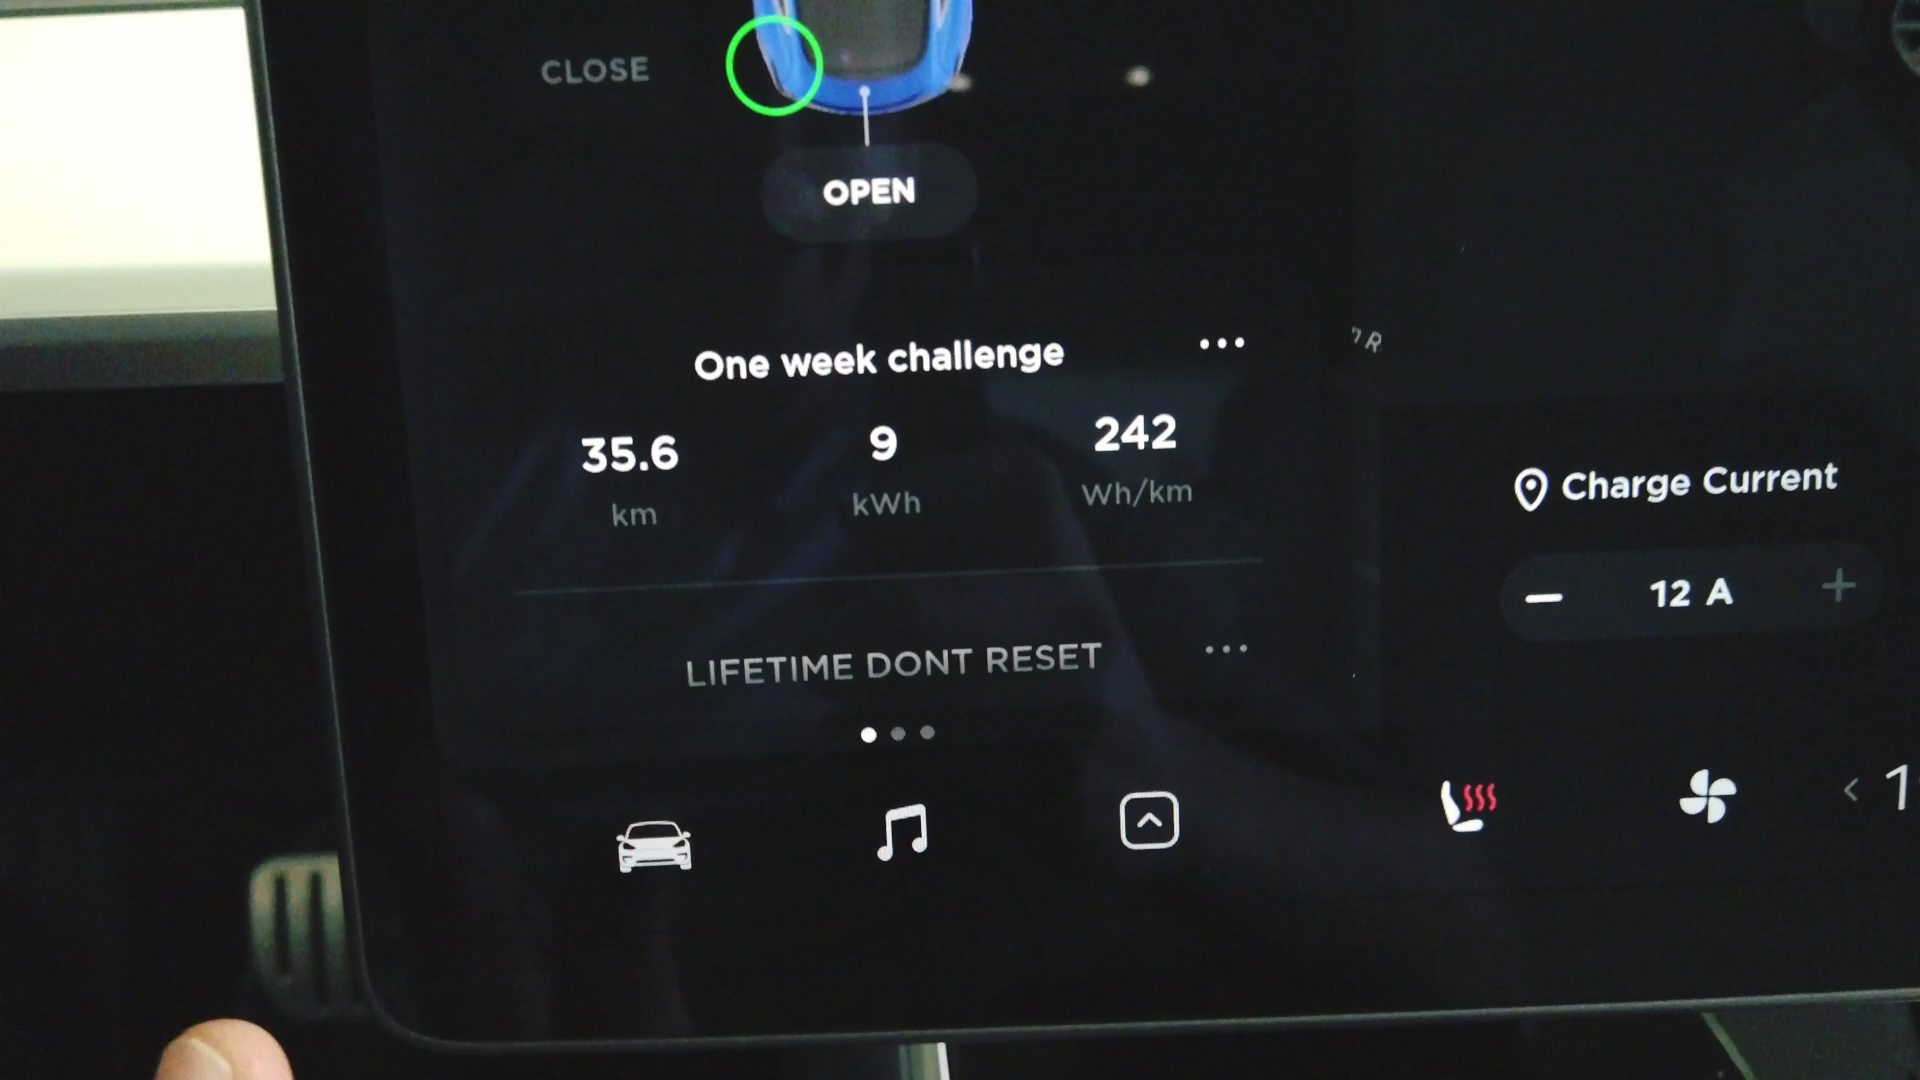 CLOSE
OPEN
One week challenge
35.6 9 242
km kWh Wh/km
LIFETIME DONT RESET
Charge Current
12 A